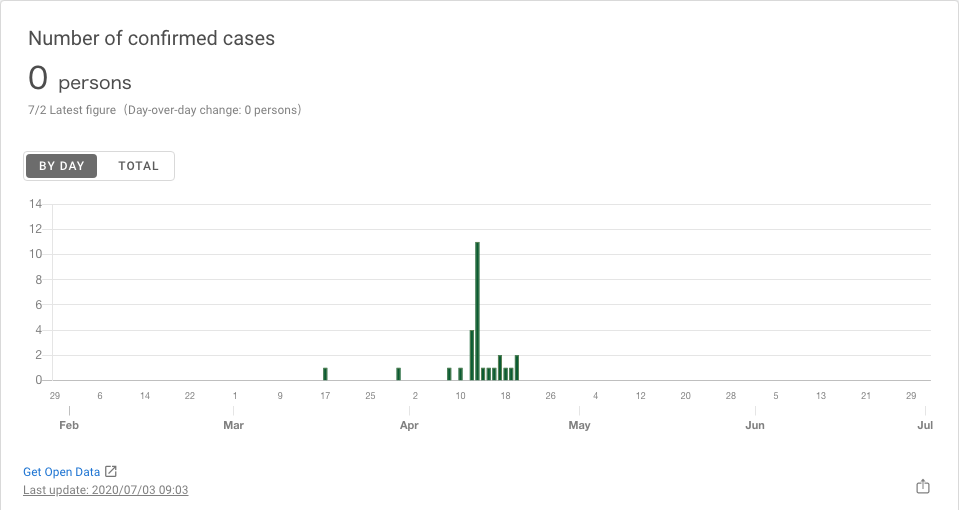 Number of confirmed cases
0 persons
7/2 Latest figure（Day-over-day change: 0 persons）
BY DAY TOTAL
14
12
10
8
6
4
2
0
29 6 14 22 1 9 17 25 2 10 18 26 4 12 20 28 5 13 21 29
Feb Mar Apr May Jun Jul
Get Open Data
Last update: 2020/07/03 09:03